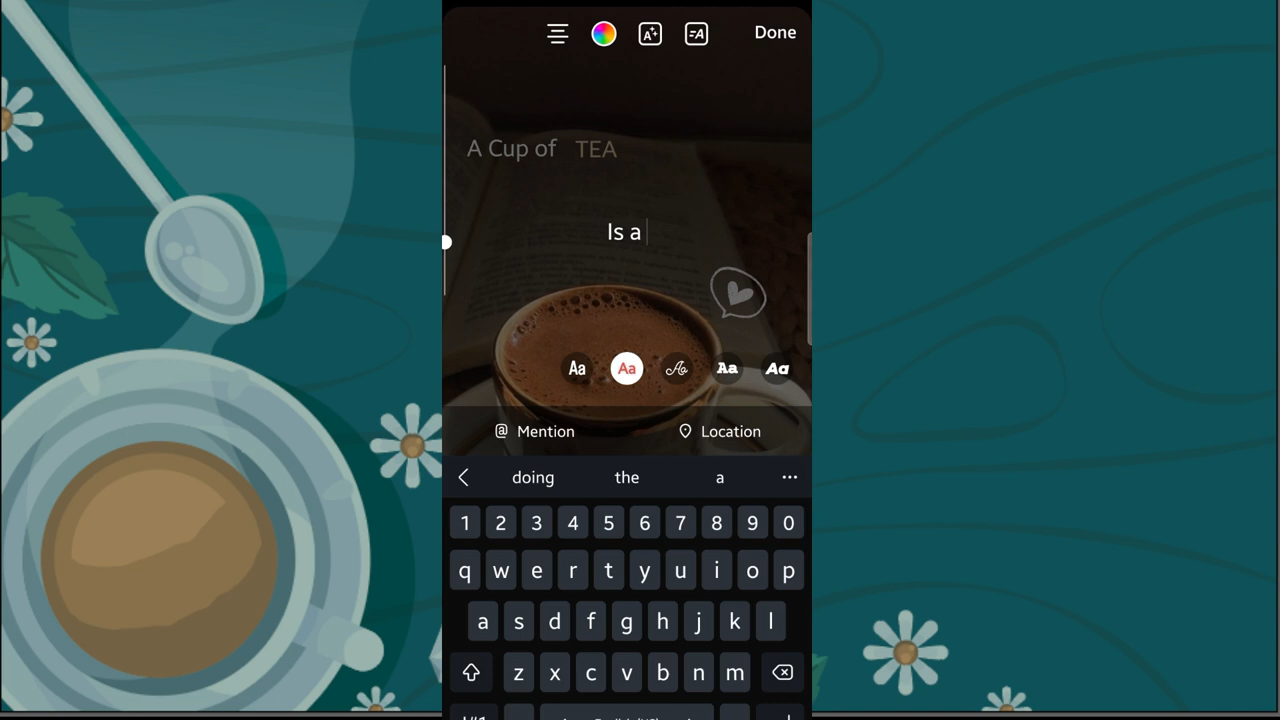 Done
A Cup of TEA
Is a
Aa Aa Aa Aa Aa
@ Mention Location
doing the a ...
1 2 3 4 5 6 7 8 9 0
q w e r t y u i o p
a s d f g h j k l
z x c v b n m